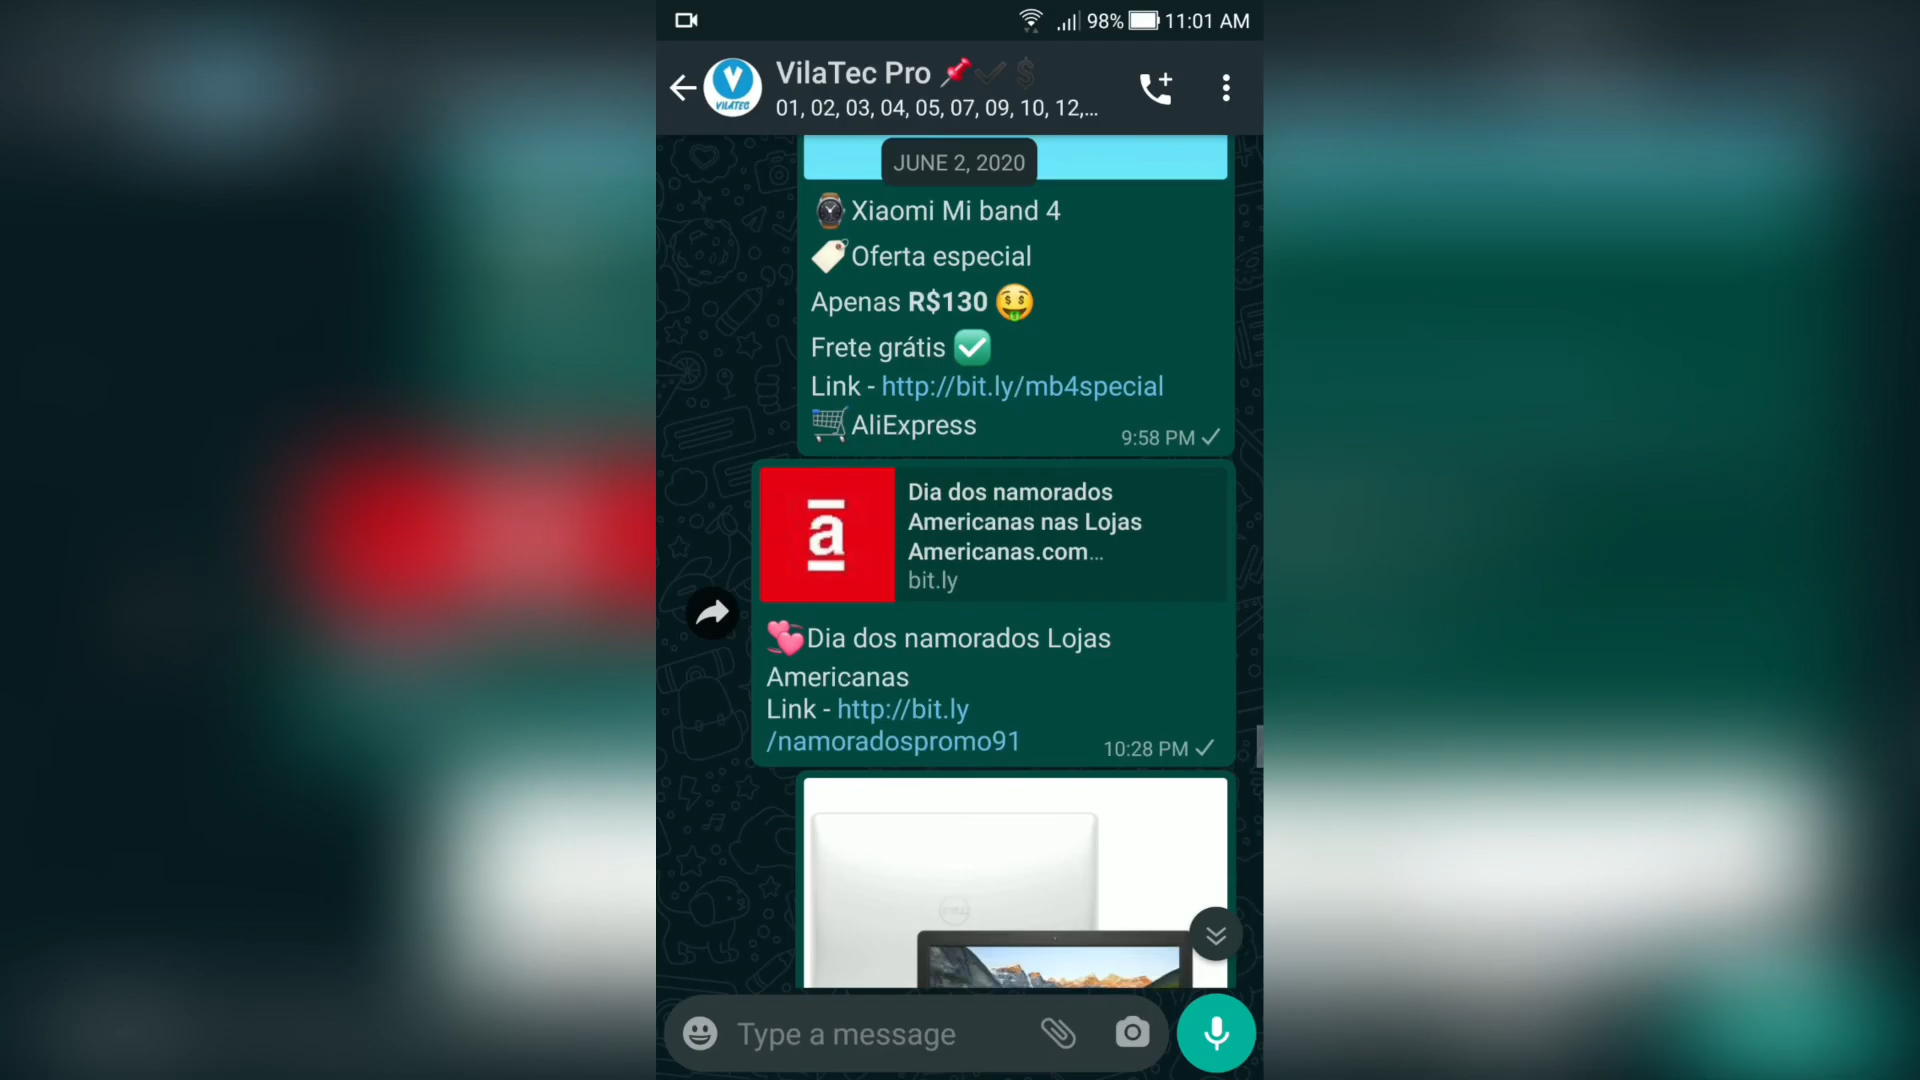 98% 11:01 AM
VilaTec Pro 📌✔💲
VILATEC
01, 02, 03, 04, 05, 07, 09, 10, 12,...
JUNE 2, 2020
⌚Xiaomi Mi band 4
🏷️Oferta especial
Apenas R$130 🤑
Frete grátis ✅
Link - http://bit.ly/mb4special
🛒AliExpress
9:58 PM
a
Dia dos namorados
Americanas nas Lojas
Americanas.com...
bit.ly
💞Dia dos namorados Lojas
Americanas
Link - http://bit.ly
/namoradospromo91
10:28 PM
DELL
Type a message